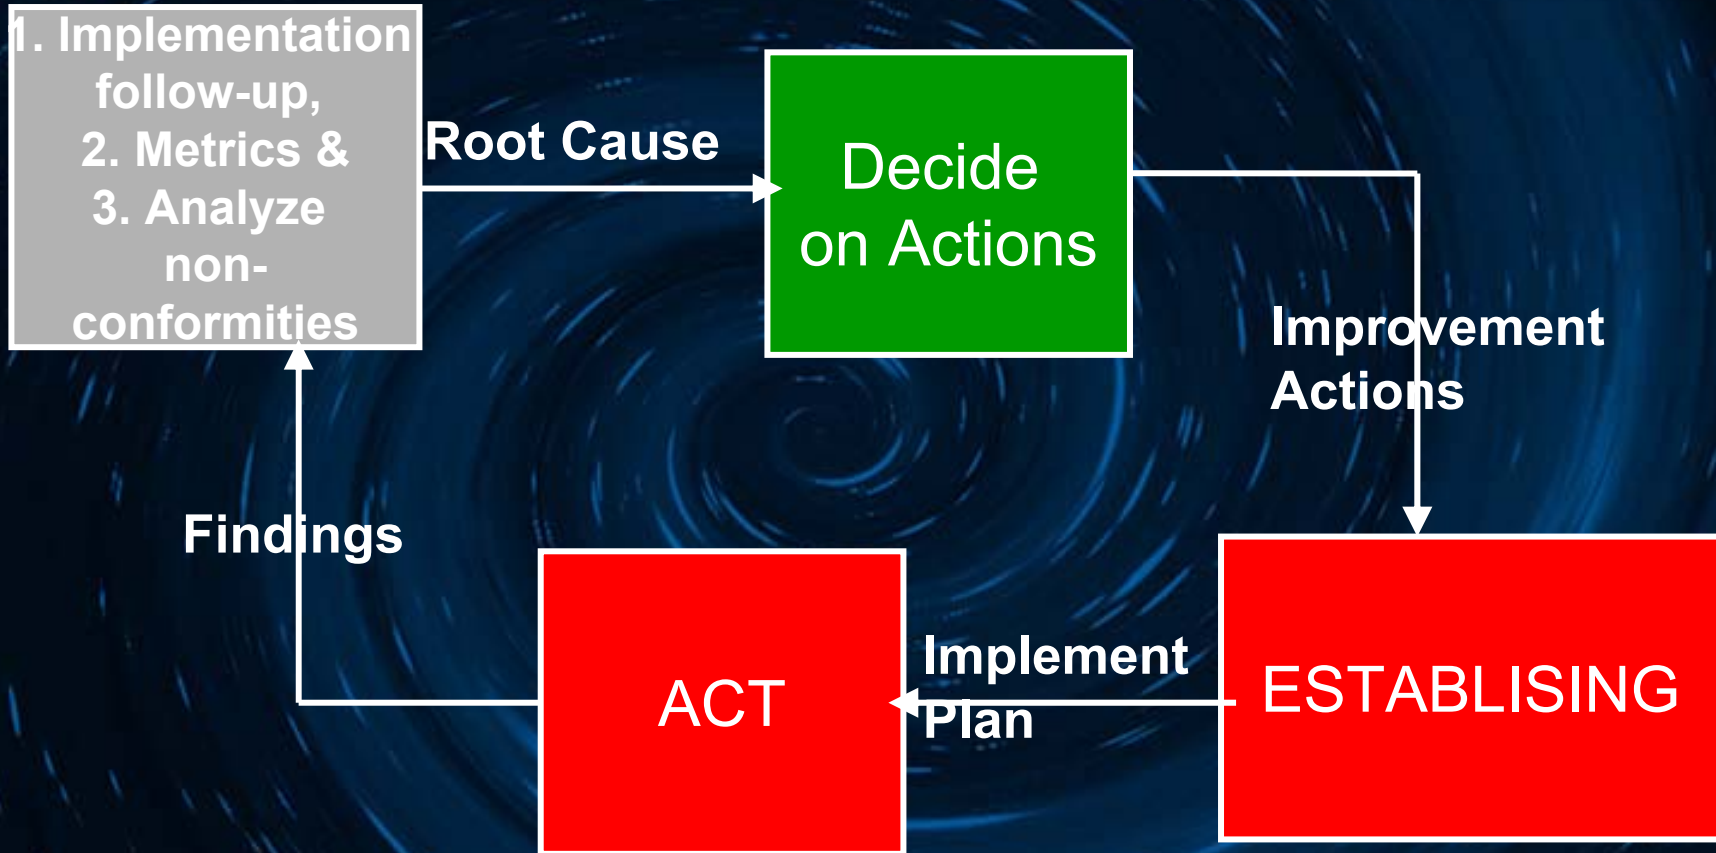 1. Implementation
follow-up,
2. Metrics &
3. Analyze
non-
conformities
Root Cause
Decide
on Actions
Improvement
Actions
Findings
ACT
Implement
Plan
ESTABLISING